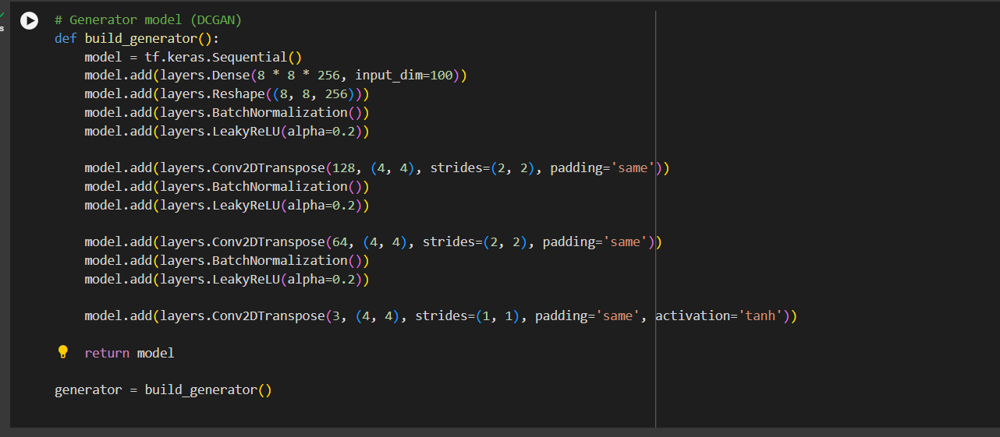 # Generator model (DCGAN)
s
def build_generator():
    model = tf.keras.Sequential()
    model.add(layers.Dense(8 * 8 * 256, input_dim=100))
    model.add(layers.Reshape((8, 8, 256)))
    model.add(layers.BatchNormalization())
    model.add(layers.LeakyReLU(alpha=0.2))

    model.add(layers.Conv2DTranspose(128, (4, 4), strides=(2, 2), padding='same'))
    model.add(layers.BatchNormalization())
    model.add(layers.LeakyReLU(alpha=0.2))

    model.add(layers.Conv2DTranspose(64, (4, 4), strides=(2, 2), padding='same'))
    model.add(layers.BatchNormalization())
    model.add(layers.LeakyReLU(alpha=0.2))

    model.add(layers.Conv2DTranspose(3, (4, 4), strides=(1, 1), padding='same', activation='tanh'))

    return model

generator = build_generator()